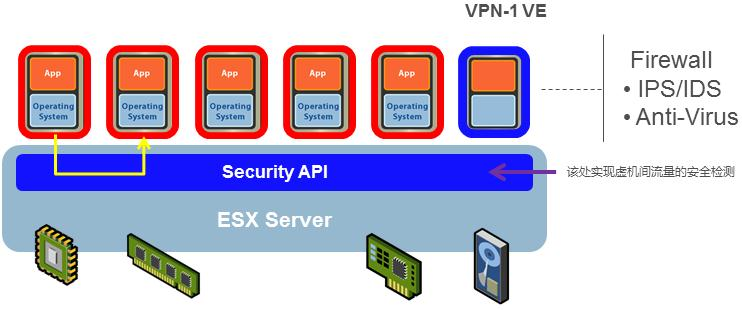 VPN-1 VE
App
App
App
App
App
Operating
System
Operating
System
Operating
System
Operating
System
Operating
System
Firewall
• IPS/IDS
• Anti-Virus
Security API
该处实现虚机间流量的安全检测
ESX Server